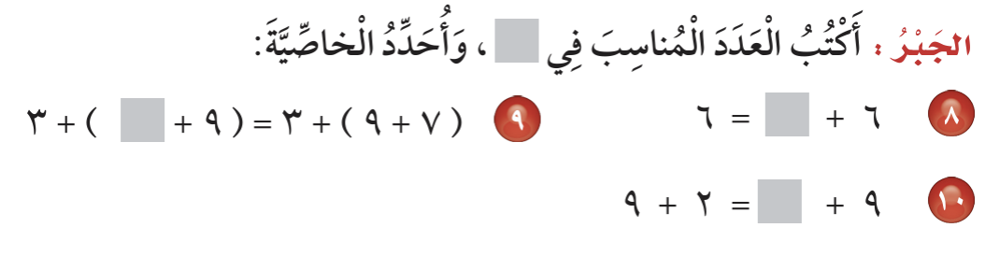 الجَبْرُ : أَكْتُبُ الْعَدَدَ الْمُناسِبَ فِي ، وَأُحَدِّدُ الْخاصِّيَّةَ:
٨ ٦ + = ٦ ٩ ( ٧ + ٩ ) + ٣ = ( ٩ + ) + ٣
١٠ ٩ + = ٢ + ٩